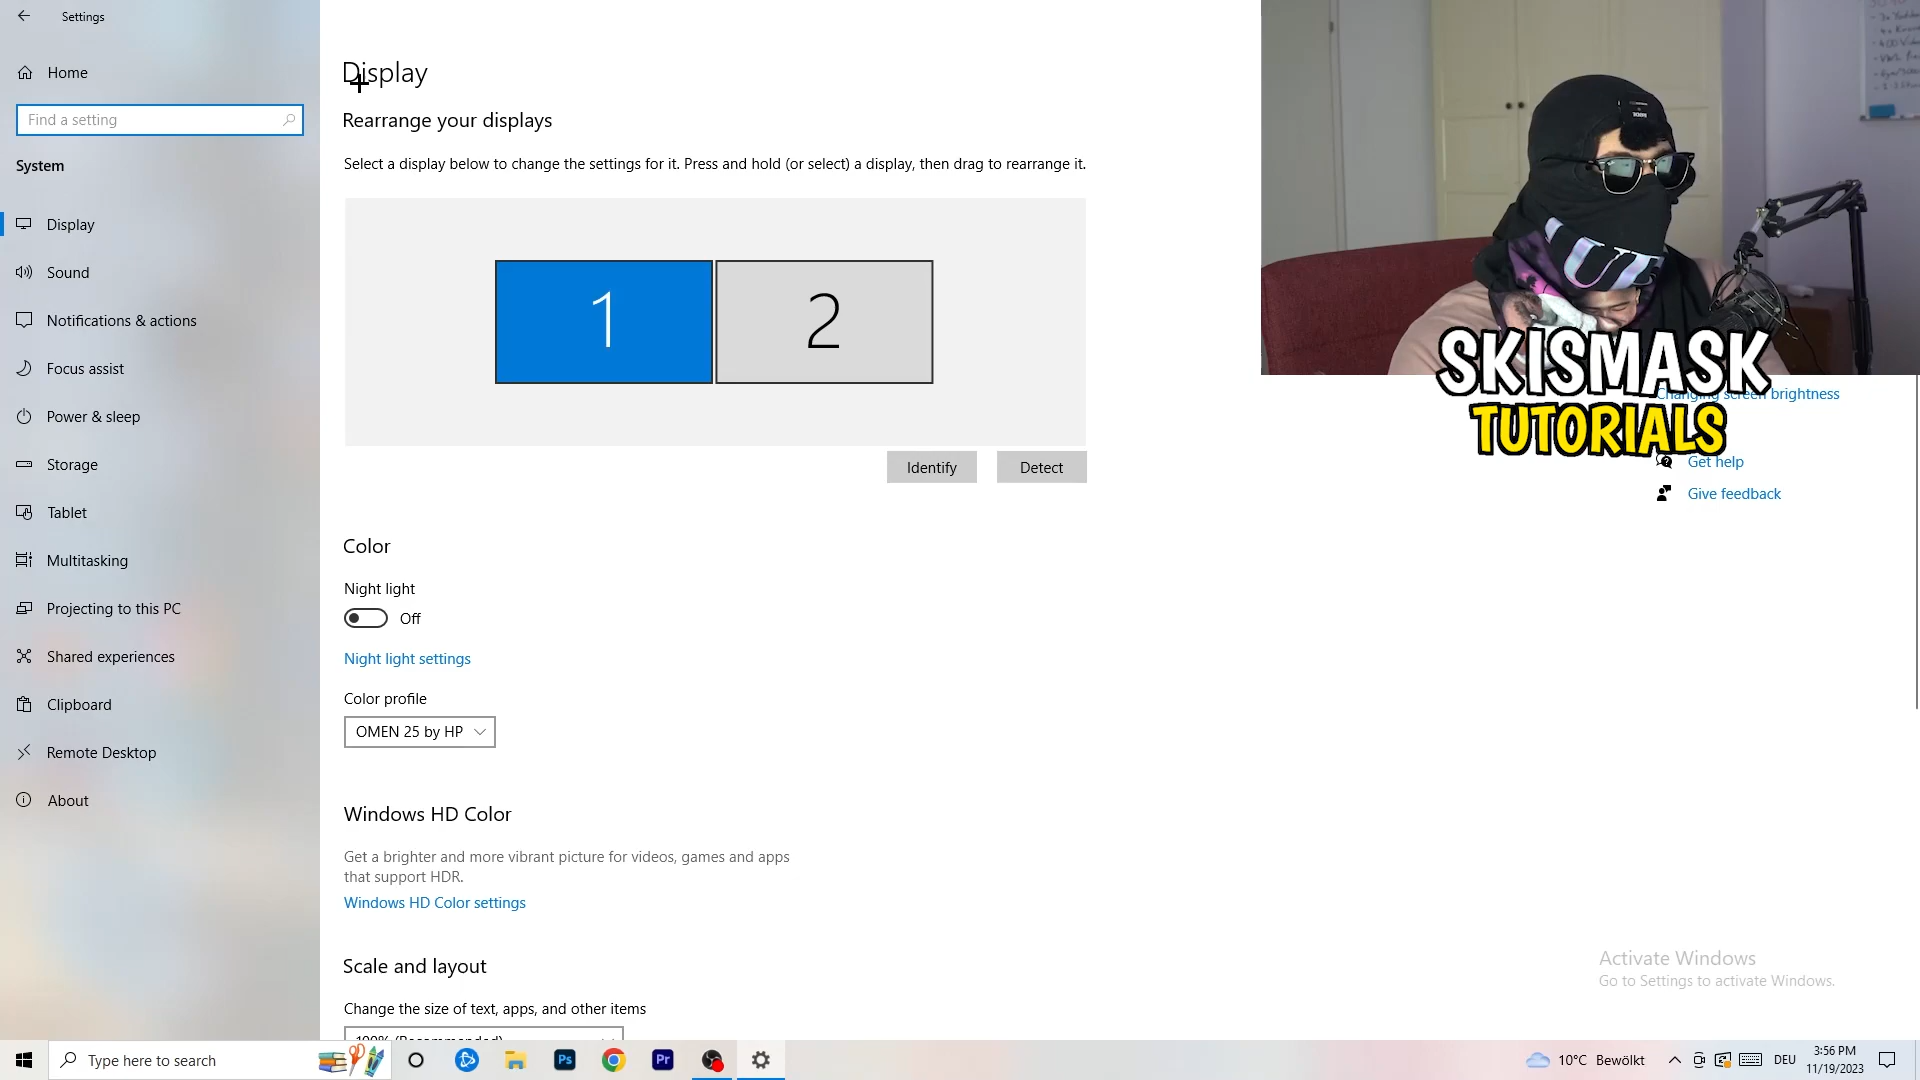 Settings
Home
Find a setting
System
Display
Sound
Notifications & actions
Focus assist
Power & sleep
Storage
Tablet
Multitasking
Projecting to this PC
Shared experiences
Clipboard
Remote Desktop
About
Display
Rearrange your displays
Select a display below to change the settings for it. Press and hold (or select) a display, then drag to rearrange it.
1
2
Identify
Detect
Color
Night light
Off
Night light settings
Color profile
OMEN 25 by HP
Windows HD Color
Get a brighter and more vibrant picture for videos, games and apps
that support HDR.
Windows HD Color settings
Scale and layout
Change the size of text, apps, and other items
100% (Recommended)
SKISMASK
TUTORIALS
Changing screen brightness
Get help
Give feedback
Activate Windows
Go to Settings to activate Windows.
Type here to search
Ps
Pr
10°C Bewölkt
DEU
3:56 PM
11/19/2023